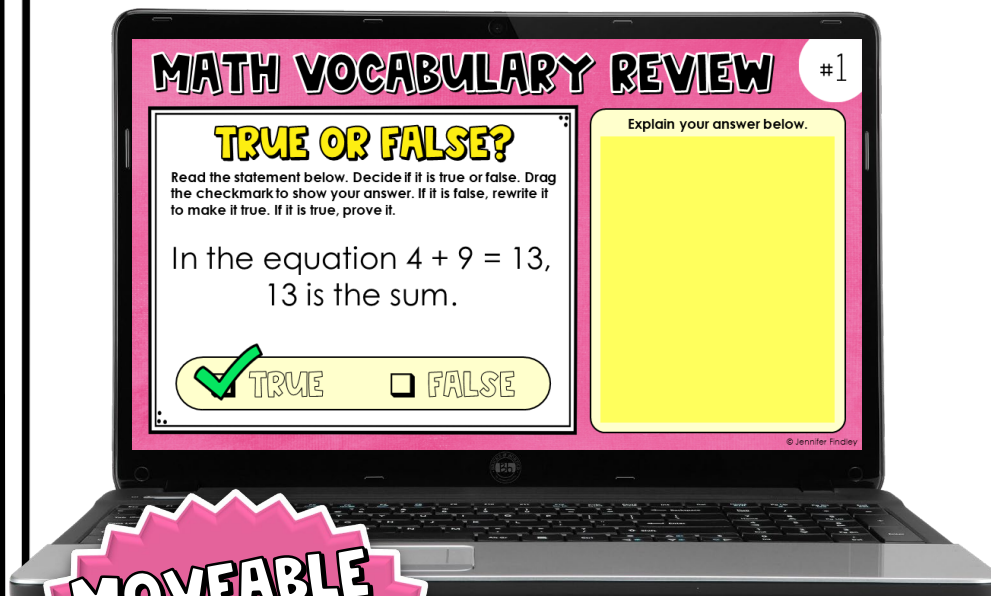 MATH VOCABULARY REVIEW
#1
TRUE OR FALSE?
Read the statement below. Decide if it is true or false. Drag
the checkmark to show your answer. If it is false, rewrite it
to make it true. If it is true, prove it.
In the equation 4 + 9 = 13,
13 is the sum.
TRUE
FALSE
Explain your answer below.
© Jennifer Findley
MOVEABLE